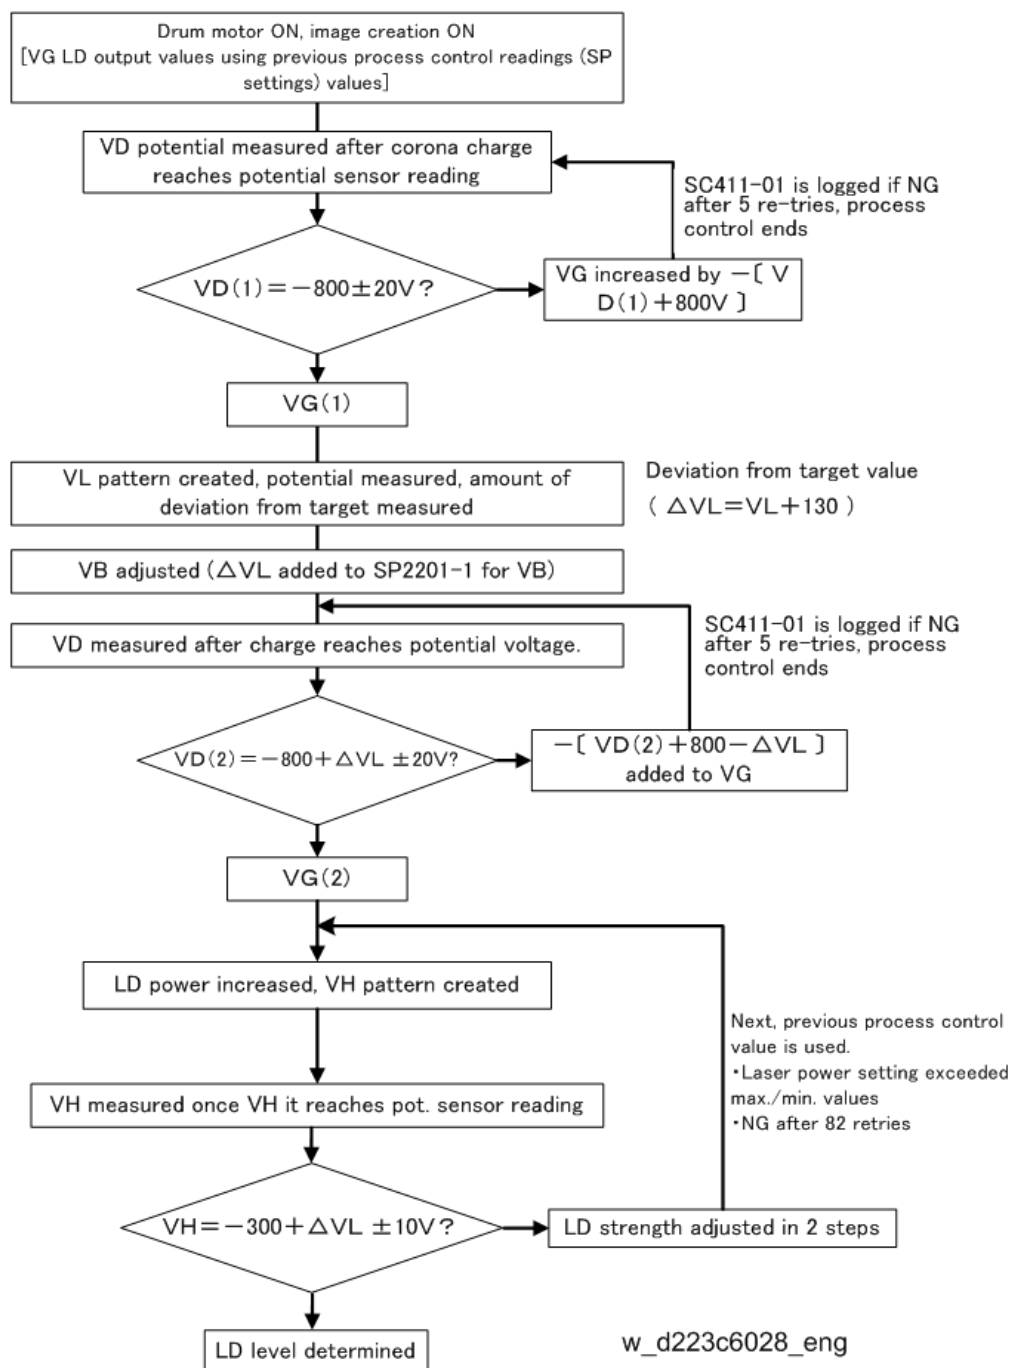 Drum motor ON, image creation ON
[VG LD output values using previous process control readings (SP
settings) values]
VD potential measured after corona charge
reaches potential sensor reading
SC411-01 is logged if NG
after 5 re-tries, process
control ends
VD(1)=-800±20V?
VG increased by -[ V
D(1)+800V ]
VG(1)
VL pattern created, potential measured, amount of
deviation from target measured
Deviation from target value
( △VL=VL+130 )
VB adjusted (△VL added to SP2201-1 for VB)
VD measured after charge reaches potential voltage.
SC411-01 is logged if NG
after 5 re-tries, process
control ends
VD(2)=-800+△VL ±20V?
-[ VD(2)+800-△VL ]
added to VG
VG(2)
LD power increased, VH pattern created
Next, previous process control
value is used.
・Laser power setting exceeded
max./min. values
・NG after 82 retries
VH measured once VH it reaches pot. sensor reading
VH=-300+△VL ±10V?
LD strength adjusted in 2 steps
LD level determined
w_d223c6028_eng